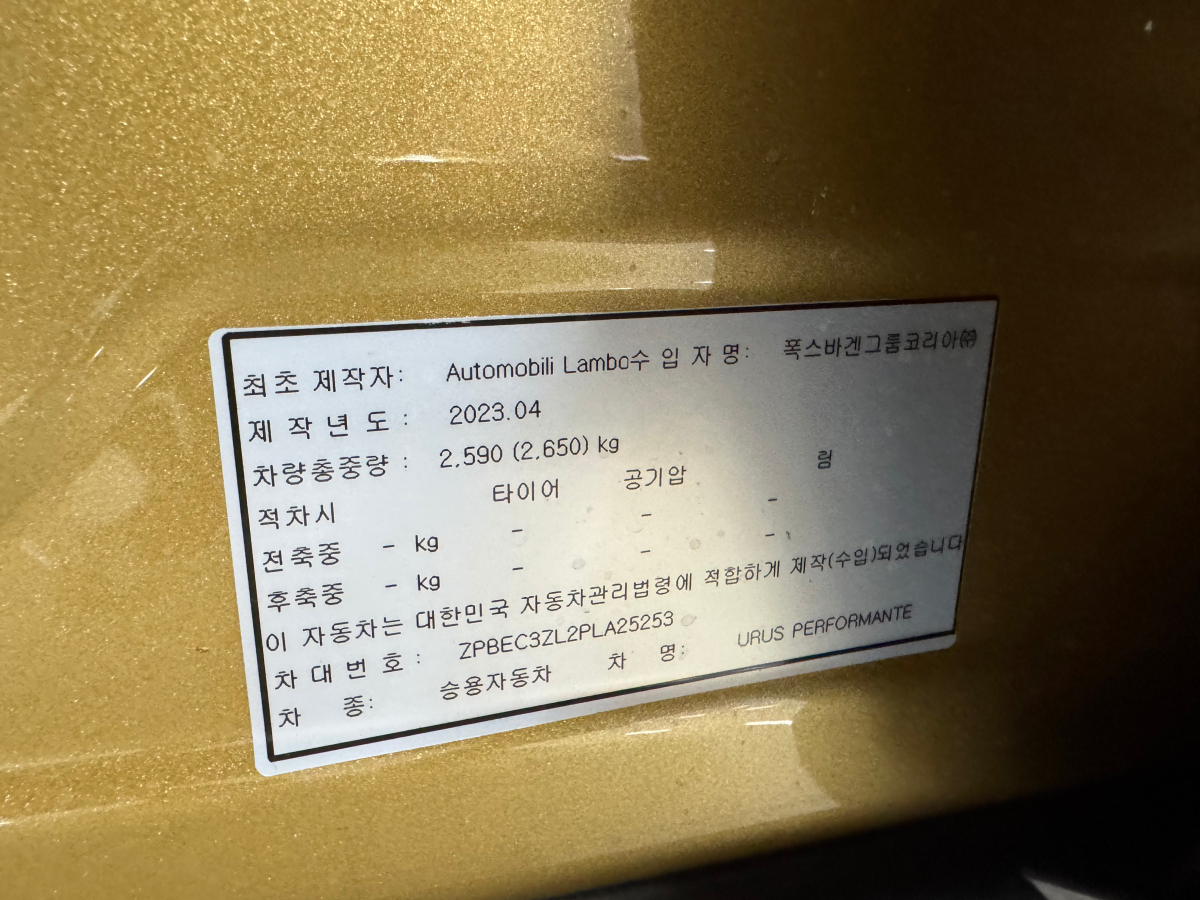 최초 제작자: Automobili Lambo수 입 자 명: 폭스바겐그룹코리아㈜
제 작 년 도 : 2023.04
차량총중량 : 2,590 (2,650) kg
적차시 타이어 공기압 림
전축중 - kg - - -
후축중 - kg - - -
이 자동차는 대한민국 자동차관리법령에 적합하게 제작(수입)되었습니다
차 대 번 호 : ZPBEC3ZL2PLA25253
차 종: 승용자동차 차 명: URUS PERFORMANTE